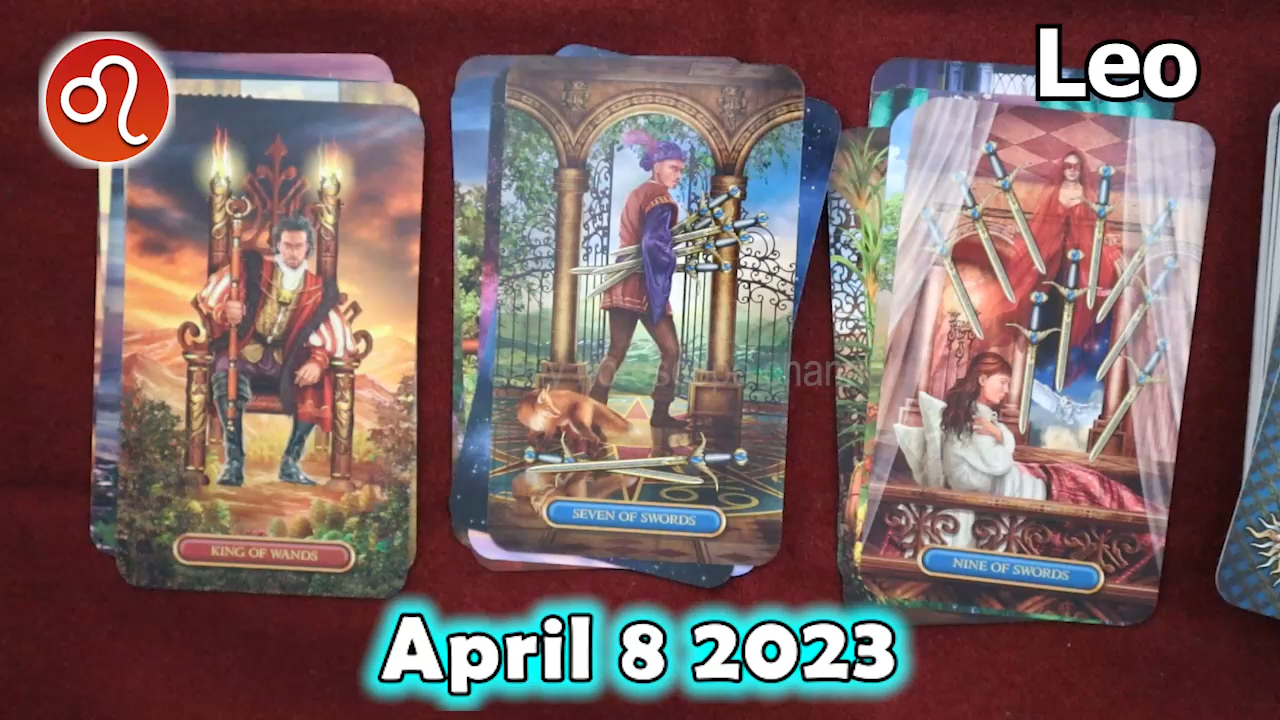 Leo
KING OF WANDS
SEVEN OF SWORDS
NINE OF SWORDS
April 8 2023